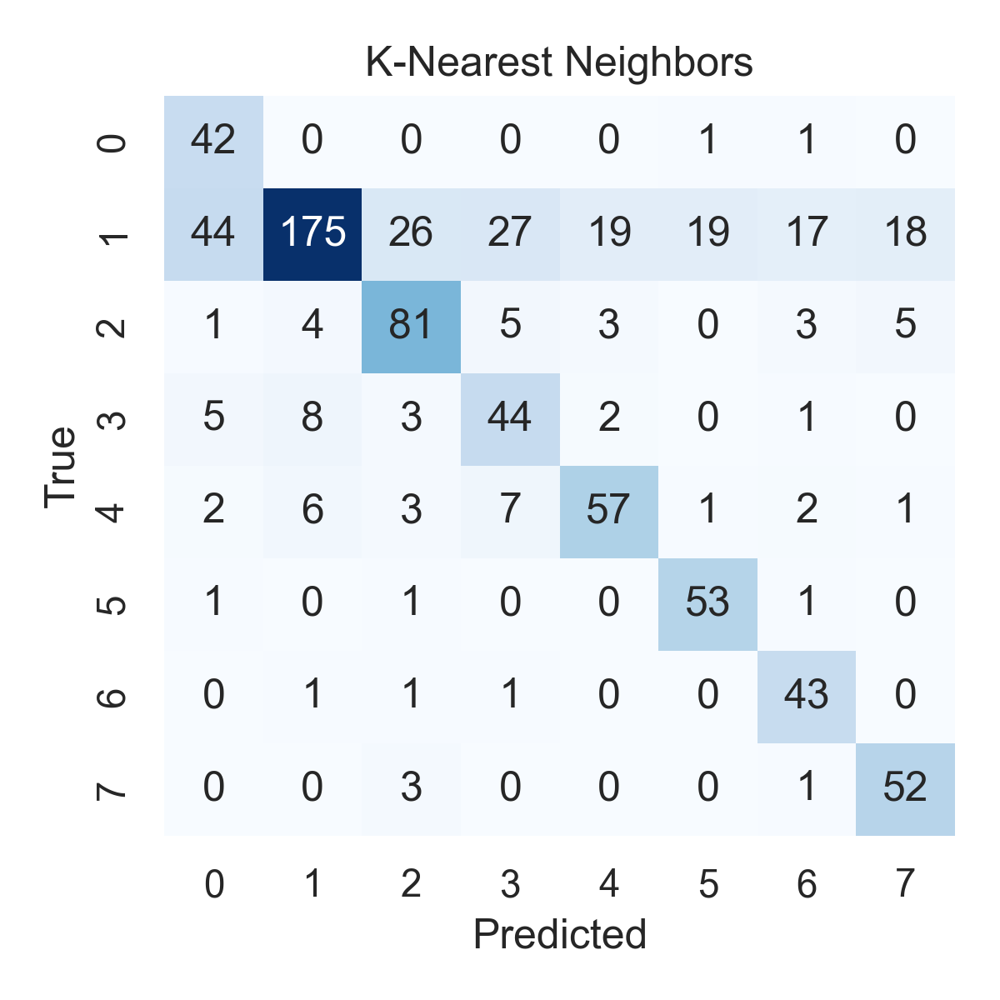 K-Nearest Neighbors
0 42 0 0 0 0 1 1 0
1 44 175 26 27 19 19 17 18
2 1 4 81 5 3 0 3 5
3 5 8 3 44 2 0 1 0
4 2 6 3 7 57 1 2 1
5 1 0 1 0 0 53 1 0
6 0 1 1 1 0 0 43 0
7 0 0 3 0 0 0 1 52
True
0 1 2 3 4 5 6 7
Predicted